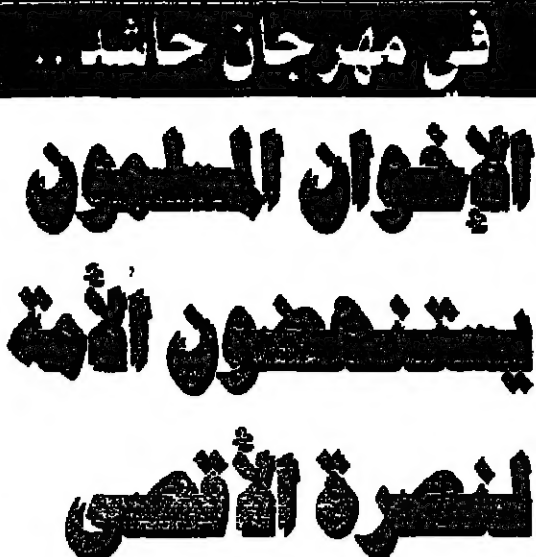 في مهرجان حاشد ..
الإخوان المسلمون
يستنهضون الأمة
لنصرة الأقصى